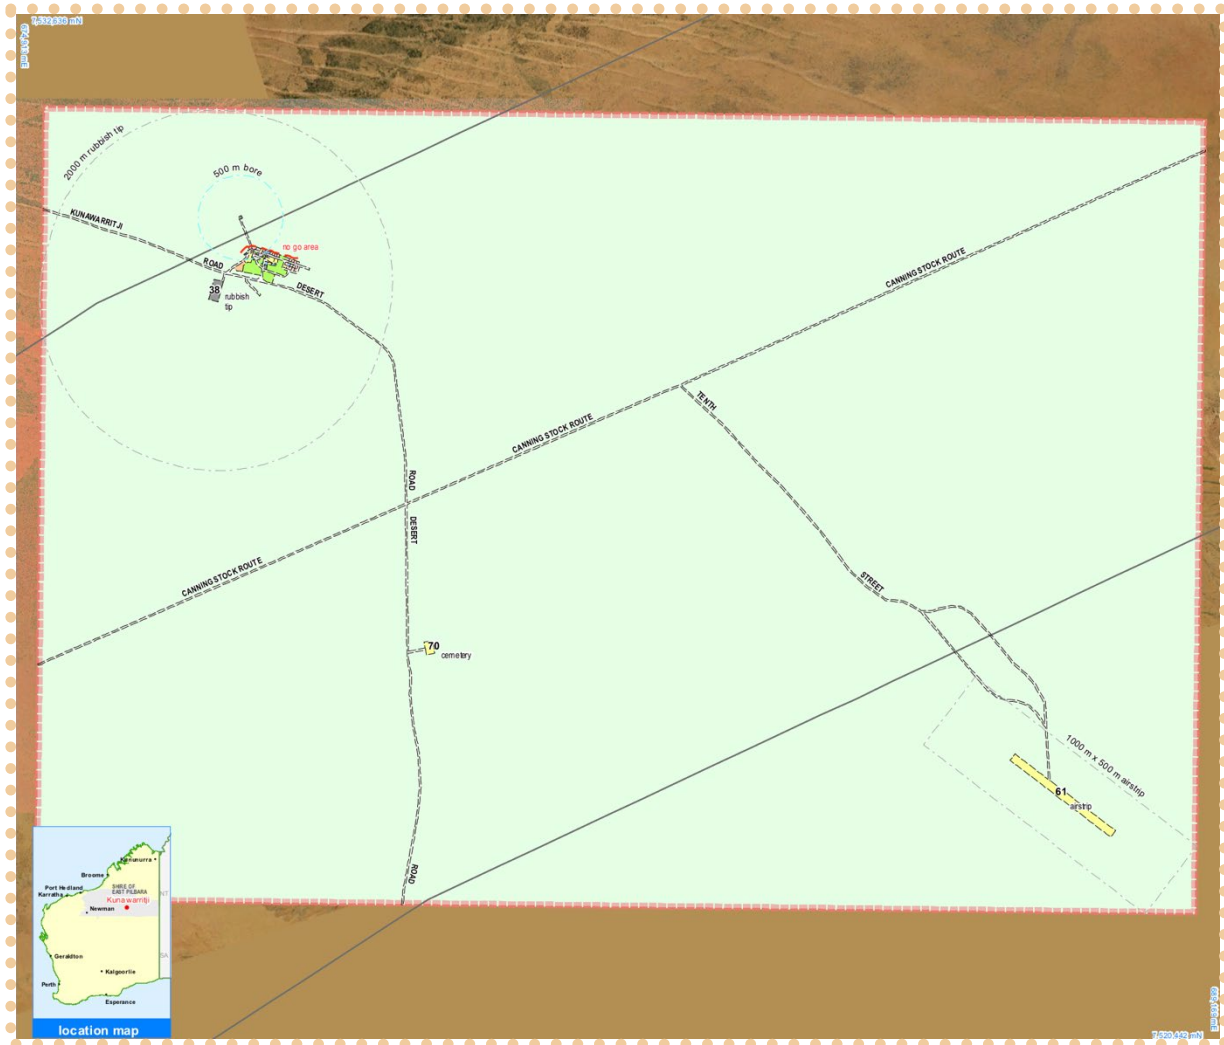 7,532,636 mN
2000 m rubbish tip
500 m bore
KUNAWARRITJI
ROAD
no go area
38
rubbish
tip
DESERT
CANNING STOCK ROUTE
TENTH
CANNING STOCK ROUTE
ROAD
DESERT
CANNING STOCK ROUTE
STREET
70
cemetery
1000 m x 500 m airstrip
61
airstrip
ROAD
Kununurra
Broome
SHIRE OF
EAST PILBARA
Port Hedland
Karratha
NT
Kunawarritji
Newman
SA
Geraldton
Kalgoorlie
Perth
Esperance
location map
7,520,442 mN